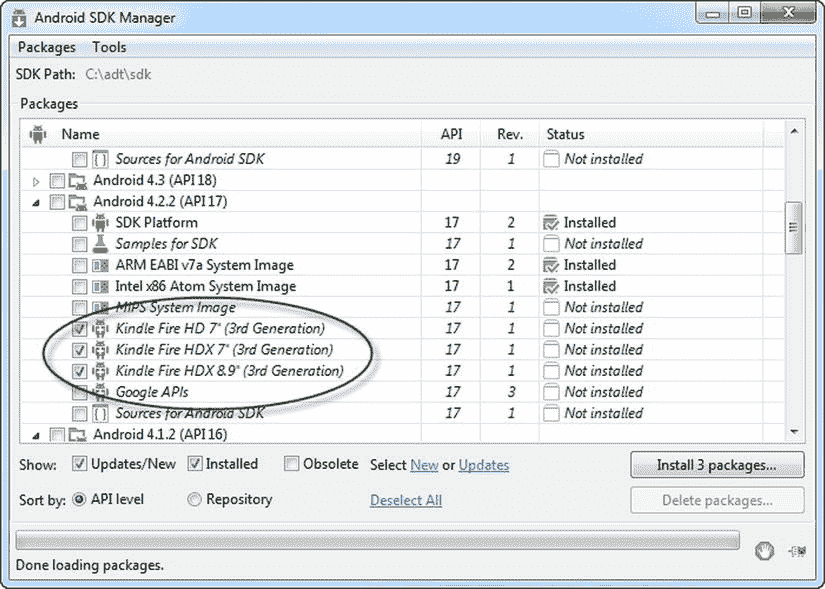 Android SDK Manager
Packages Tools
SDK Path: C:\adt\sdk
Packages
Name API Rev. Status
Sources for Android SDK 19 1 Not installed
Android 4.3 (API 18)
Android 4.2.2 (API 17)
SDK Platform 17 2 Installed
Samples for SDK 17 1 Not installed
ARM EABI v7a System Image 17 2 Installed
Intel x86 Atom System Image 17 1 Installed
MIPS System Image 17 1 Not installed
Kindle Fire HD 7" (3rd Generation) 17 1 Not installed
Kindle Fire HDX 7" (3rd Generation) 17 1 Not installed
Kindle Fire HDX 8.9" (3rd Generation) 17 1 Not installed
Google APIs 17 3 Not installed
Sources for Android SDK 17 1 Not installed
Android 4.1.2 (API 16)
Show: Updates/New Installed Obsolete Select New or Updates Install 3 packages...
Sort by: API level Repository Deselect All Delete packages...
Done loading packages.